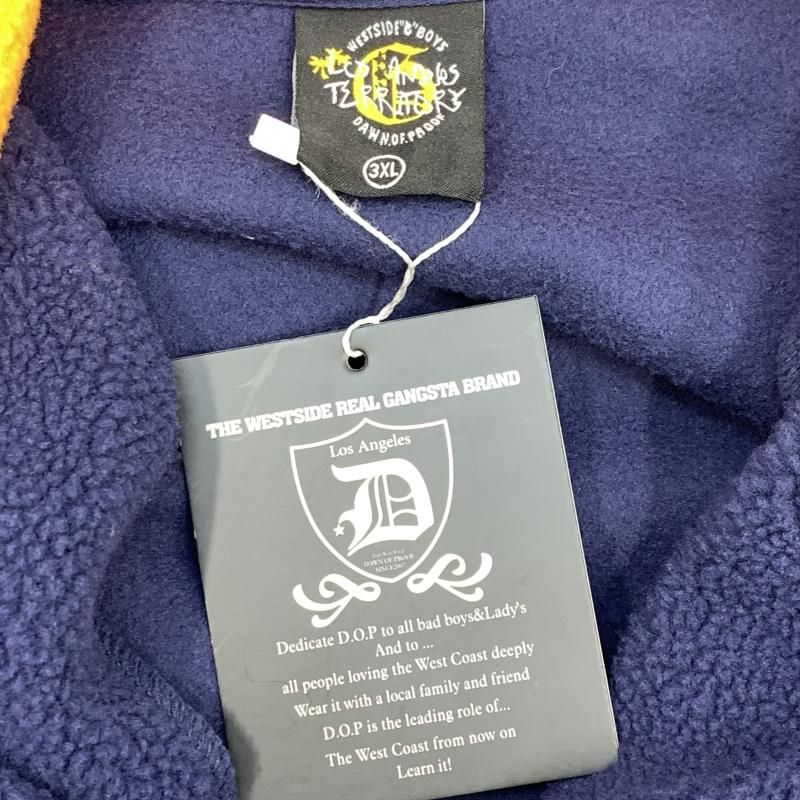 WESTSIDE"G"BOYS
G
LOS ANGELES
TERRITORY
DAWN.OF.PROOF
3XL
THE WESTSIDE REAL GANGSTA BRAND
Los Angeles
D
DAWN OF PROOF
SINCE2007
Dedicate D.O.P to all bad boys&Lady's
And to ...
all people loving the West Coast deeply
Wear it with a local family and friend
D.O.P is the leading role of...
The West Coast from now on
Learn it!